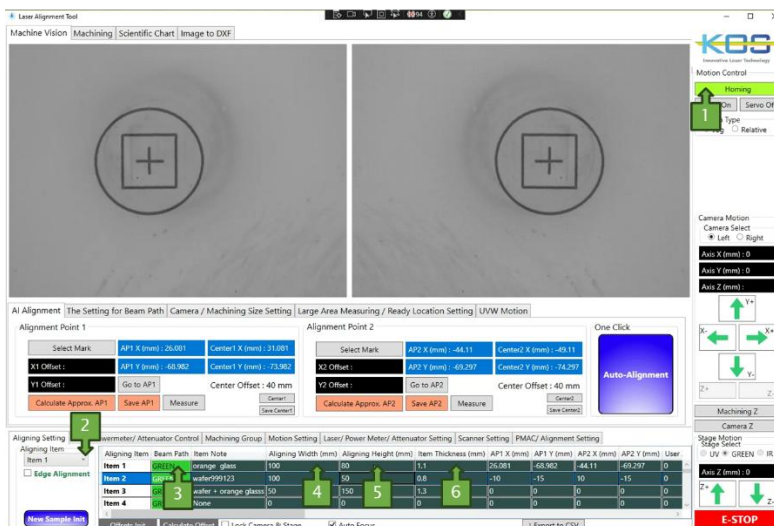 Laser Alignment Tool
94
Machine Vision Machining Scientific Chart Image to DXF
Innovative Laser Technology
Motion Control
Homing
1
On Servo Of
Type
Relative
Camera Motion
Camera Select
Left Right
Axis X (mm) : 0
Axis Y (mm) : 0
Axis Z (mm) :
Y+
X- X+
Y-
Z+ Z-
Machining Z
Camera Z
Stage Motion
Stage Select
UV GREEN IR
Axis Z (mm) : 0
Z+ Z-
E-STOP
AI Alignment The Setting for Beam Path Camera / Machining Size Setting Large Area Measuring / Ready Location Setting UVW Motion
Alignment Point 1 Alignment Point 2 One Click
Select Mark AP1 X (mm) : 26.081 Center1 X (mm) : 31.081
X1 Offset : AP1 Y (mm) : -68.982 Center1 Y (mm) : -73.982
Y1 Offset : Go to AP1 Center Offset : 40 mm
Calculate Approx. AP1 Save AP1 Measure Center1
Save Center1
Select Mark AP2 X (mm) : -44.11 Center2 X (mm) : -49.11
X2 Offset : AP2 Y (mm) : -69.297 Center2 Y (mm) : -74.297
Y2 Offset : Go to AP2 Center Offset : 40 mm
Calculate Approx. AP2 Save AP2 Measure Center2
Save Center2
Auto-Alignment
2
Aligning Setting Powermeter/ Attenuator Control Machining Group Motion Setting Laser/ Power Meter/ Attenuator Setting Scanner Setting PMAC/ Alignment Setting
Aligning Item
Item 1
Edge Alignment
New Sample Init
Aligning Item Beam Path Item Note Aligning Width (mm) Aligning Height (mm) Item Thickness (mm) AP1 X (mm) AP1 Y (mm) AP2 X (mm) AP2 Y (mm) User
Item 1 GREEN orange glass 100 80 1.1 26.081 -68.982 -44.11 -69.297 0
Item 2 GREEN wafer999123 100 50 0.8 -10 -15 10 -15 0
Item 3 wafer + orange glasss 50 150 1.3 0 0 0 0 0
Item 4 None 0 0 0 0 0 0 0 0
3 4 5 6
Offsets Init Calculate Offset Lock Camera & Stage Auto Focus Export to CSV